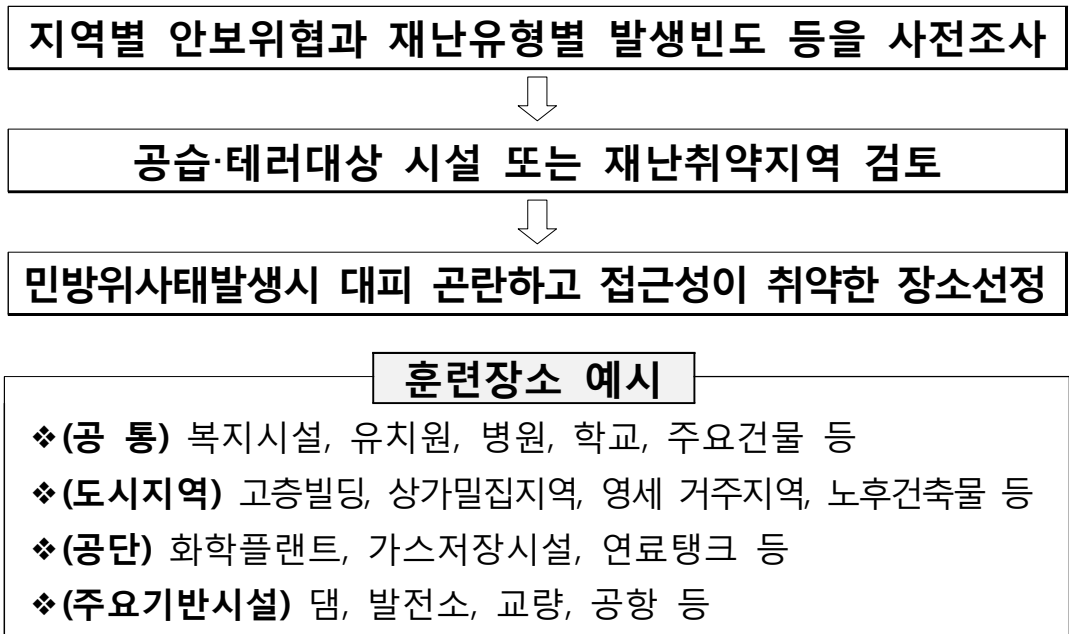 지역별 안보위협과 재난유형별 발생빈도 등을 사전조사
공습·테러대상 시설 또는 재난취약지역 검토
민방위사태발생시 대피 곤란하고 접근성이 취약한 장소선정
훈련장소 예시
❖(공 통) 복지시설, 유치원, 병원, 학교, 주요건물 등
❖(도시지역) 고층빌딩, 상가밀집지역, 영세 거주지역, 노후건축물 등
❖(공단) 화학플랜트, 가스저장시설, 연료탱크 등
❖(주요기반시설) 댐, 발전소, 교량, 공항 등